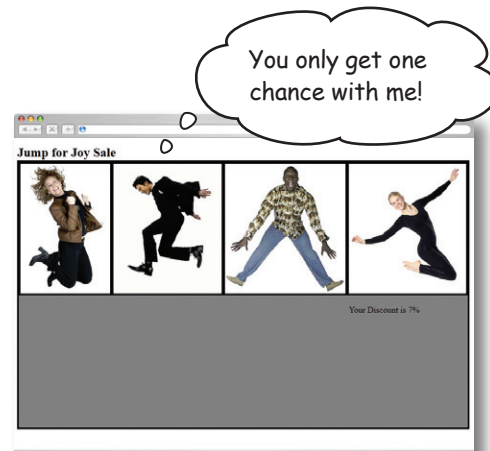 You only get one
chance with me!
Jump for Joy Sale
Your Discount is 7%